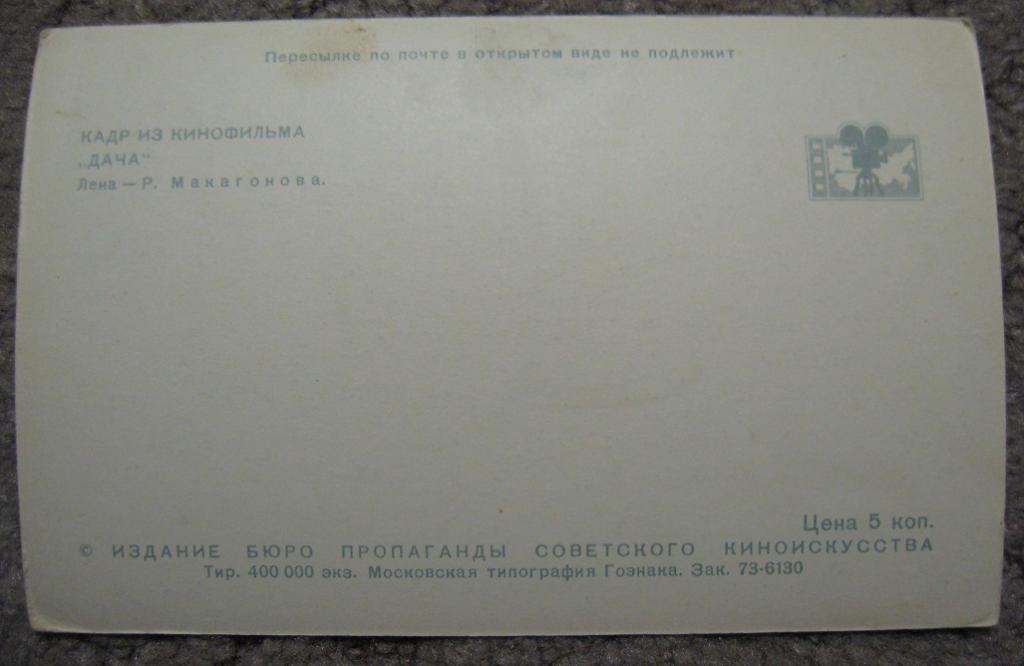 Пересылке по почте в открытом виде не подлежит
КАДР ИЗ КИНОФИЛЬМА
„ДАЧА“
Лена — Р. Макагонова.
Цена 5 коп.
© ИЗДАНИЕ БЮРО ПРОПАГАНДЫ СОВЕТСКОГО КИНОИСКУССТВА
Тир. 400 000 экз. Московская типография Гознака. Зак. 73-6130